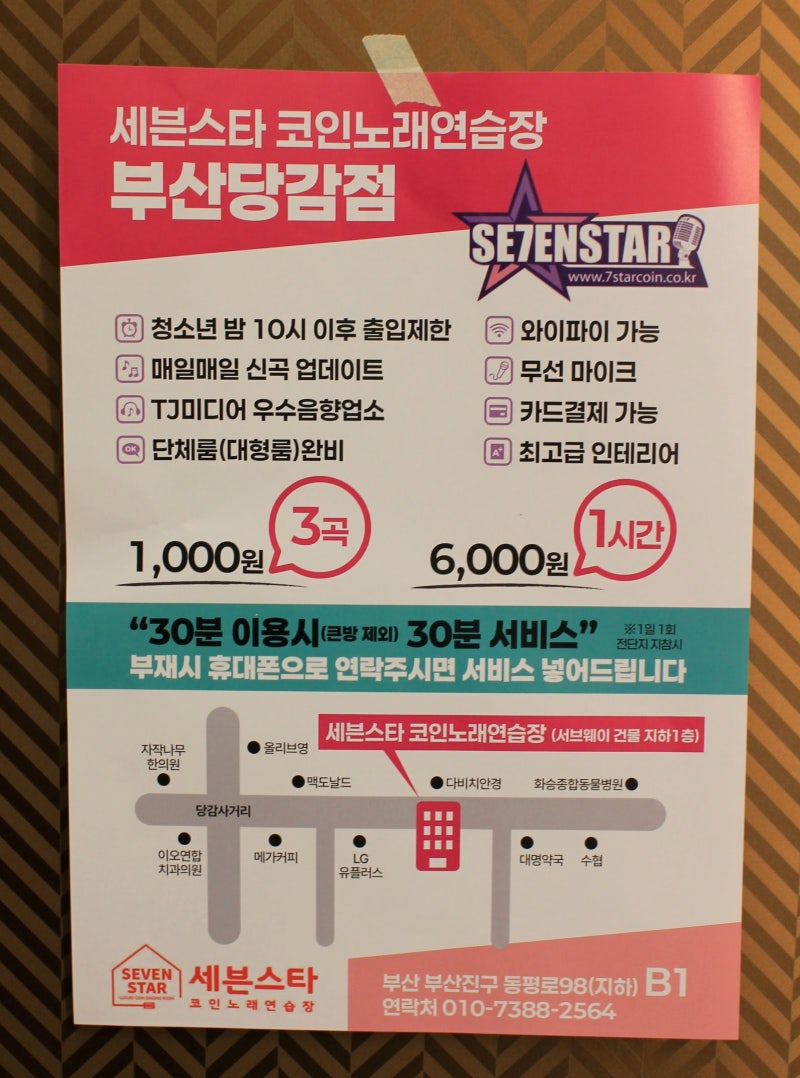 세븐스타 코인노래연습장
부산당감점
SE7ENSTAR
www.7starcoin.co.kr
청소년 밤 10시 이후 출입제한
매일매일 신곡 업데이트
TJ미디어 우수음향업소
OK
단체룸(대형룸)완비
와이파이 가능
무선 마이크
카드결제 가능
A+
최고급 인테리어
1,000원
3곡
6,000원
1시간
“30분 이용시(큰방 제외) 30분 서비스”
※1일 1회
전단지 지참시
부재시 휴대폰으로 연락주시면 서비스 넣어드립니다
세븐스타 코인노래연습장 (서브웨이 건물 지하1층)
자작나무
한의원
올리브영
맥도날드
다비치안경
화승종합동물병원
당감사거리
이오연합
치과의원
메가커피
LG
유플러스
대명약국
수협
SEVEN
STAR
LUXURY COIN SINGING ROOM
세븐스타
코인노래연습장
부산 부산진구 동평로98(지하) B1
연락처 010-7388-2564